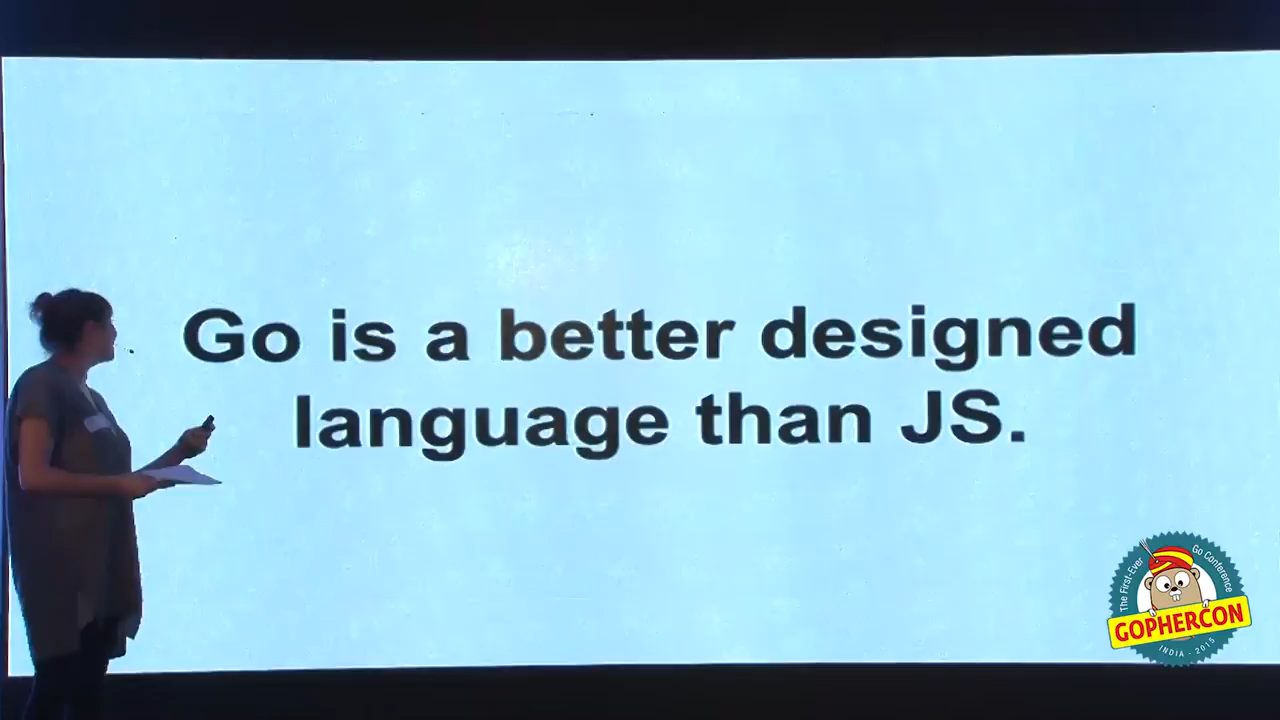 Go is a better designed
language than JS.
The First-Ever
Go Conference
GOPHERCON
INDIA - 2015